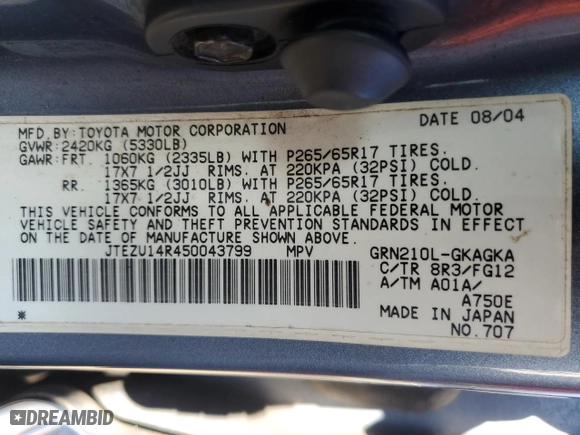 MFD.BY:TOYOTA MOTOR CORPORATION DATE 08/04
GVWR:2420KG (5330LB)
GAWR:FRT. 1060KG (2335LB) WITH P265/65R17 TIRES.
17X7 1/2JJ RIMS. AT 220KPA (32PSI) COLD.
RR. 1365KG (3010LB) WITH P265/65R17 TIRES.
17X7 1/2JJ RIMS. AT 220KPA (32PSI) COLD.
THIS VEHICLE CONFORMS TO ALL APPLICABLE FEDERAL MOTOR
VEHICLE SAFETY AND THEFT PREVENTION STANDARDS IN EFFECT
ON THE DATE OF MANUFACTURE SHOWN ABOVE.
JTEZU14R450043799 MPV GRN210L-GKAGKA
C/TR 8R3/FG12
A/TM A01A/
A750E
MADE IN JAPAN
* NO.707
DREAMBID